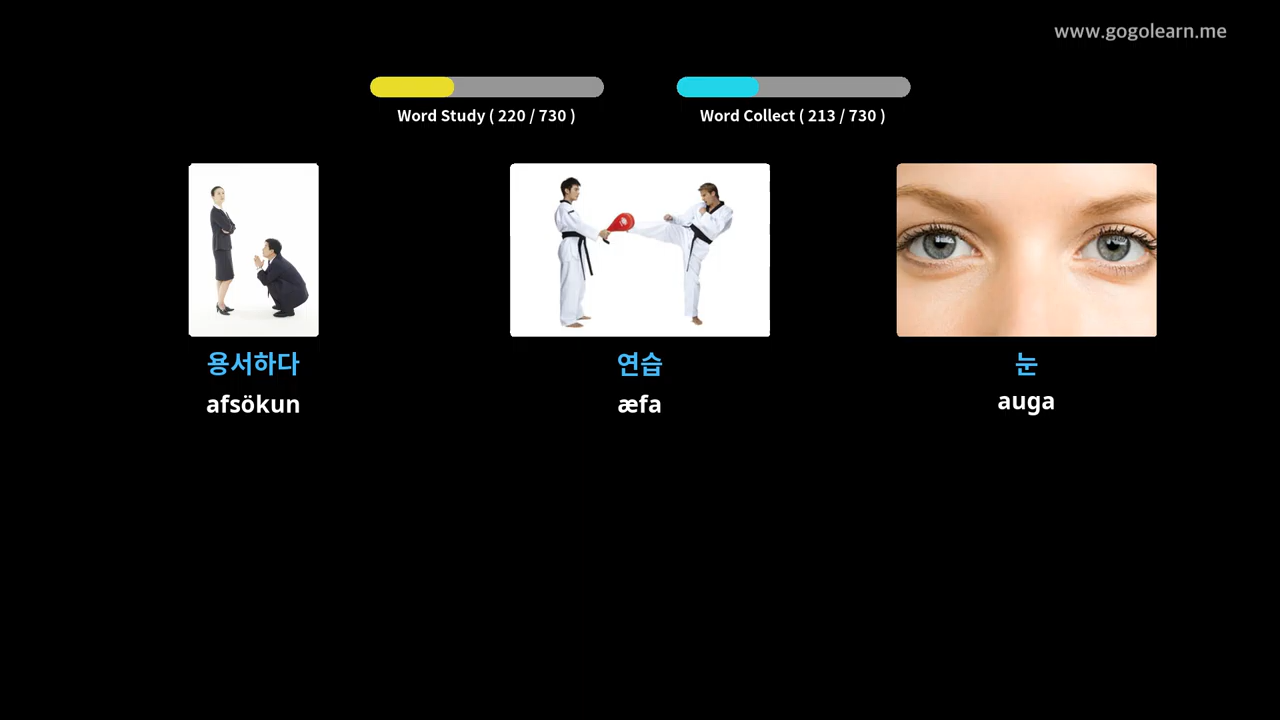 www.gogolearn.me
Word Study ( 220 / 730 )
Word Collect ( 213 / 730 )
용서하다
afsökun
연습
æfa
눈
auga